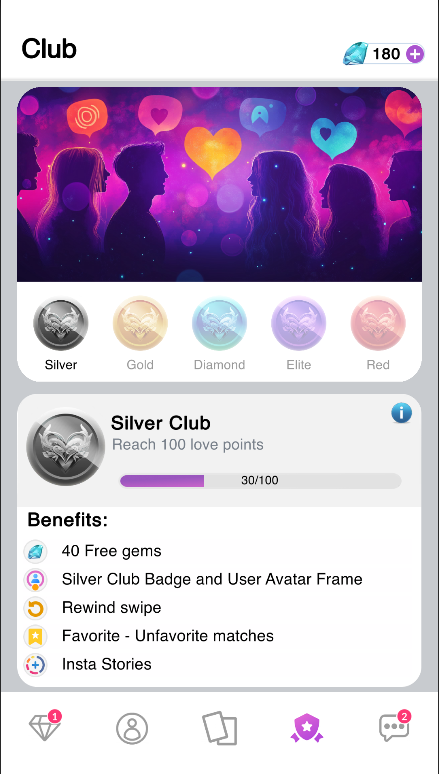 Club
180
Silver
Gold
Diamond
Elite
Red
Silver Club
Reach 100 love points
30/100
Benefits:
40 Free gems
Silver Club Badge and User Avatar Frame
Rewind swipe
Favorite - Unfavorite matches
Insta Stories
1
2